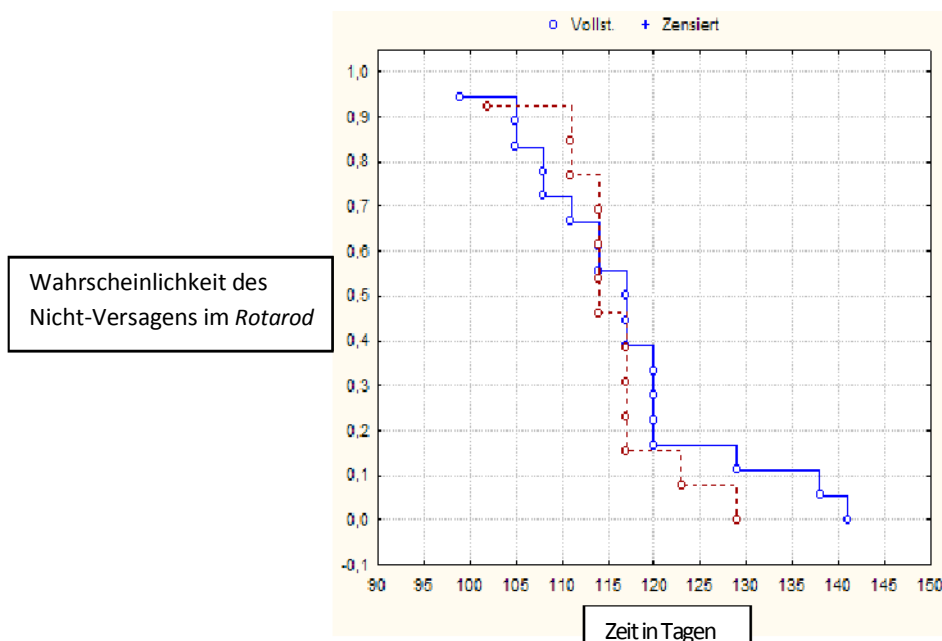 Vollst. Zensiert
1,0
0,9
0,8
0,7
0,6
0,5
0,4
0,3
0,2
0,1
0,0
-0,1
90 95 100 105 110 115 120 125 130 135 140 145 150
Wahrscheinlichkeit des
Nicht-Versagens im Rotarod
Zeit in Tagen